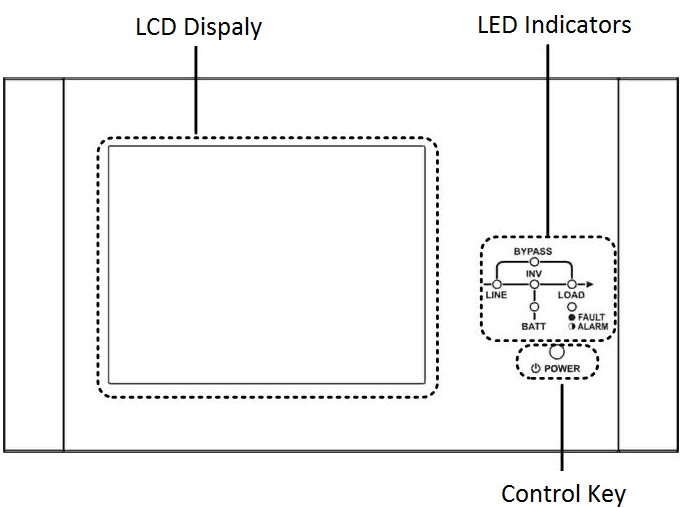 LCD Dispaly
LED Indicators
BYPASS
INV
LINE
LOAD
FAULT
BATT
ALARM
POWER
Control Key